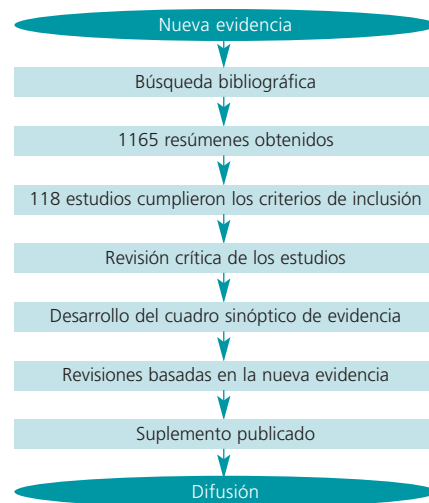 Nueva evidencia
Búsqueda bibliográfica
1165 resúmenes obtenidos
118 estudios cumplieron los criterios de inclusión
Revisión crítica de los estudios
Desarrollo del cuadro sinóptico de evidencia
Revisiones basadas en la nueva evidencia
Suplemento publicado
Difusión